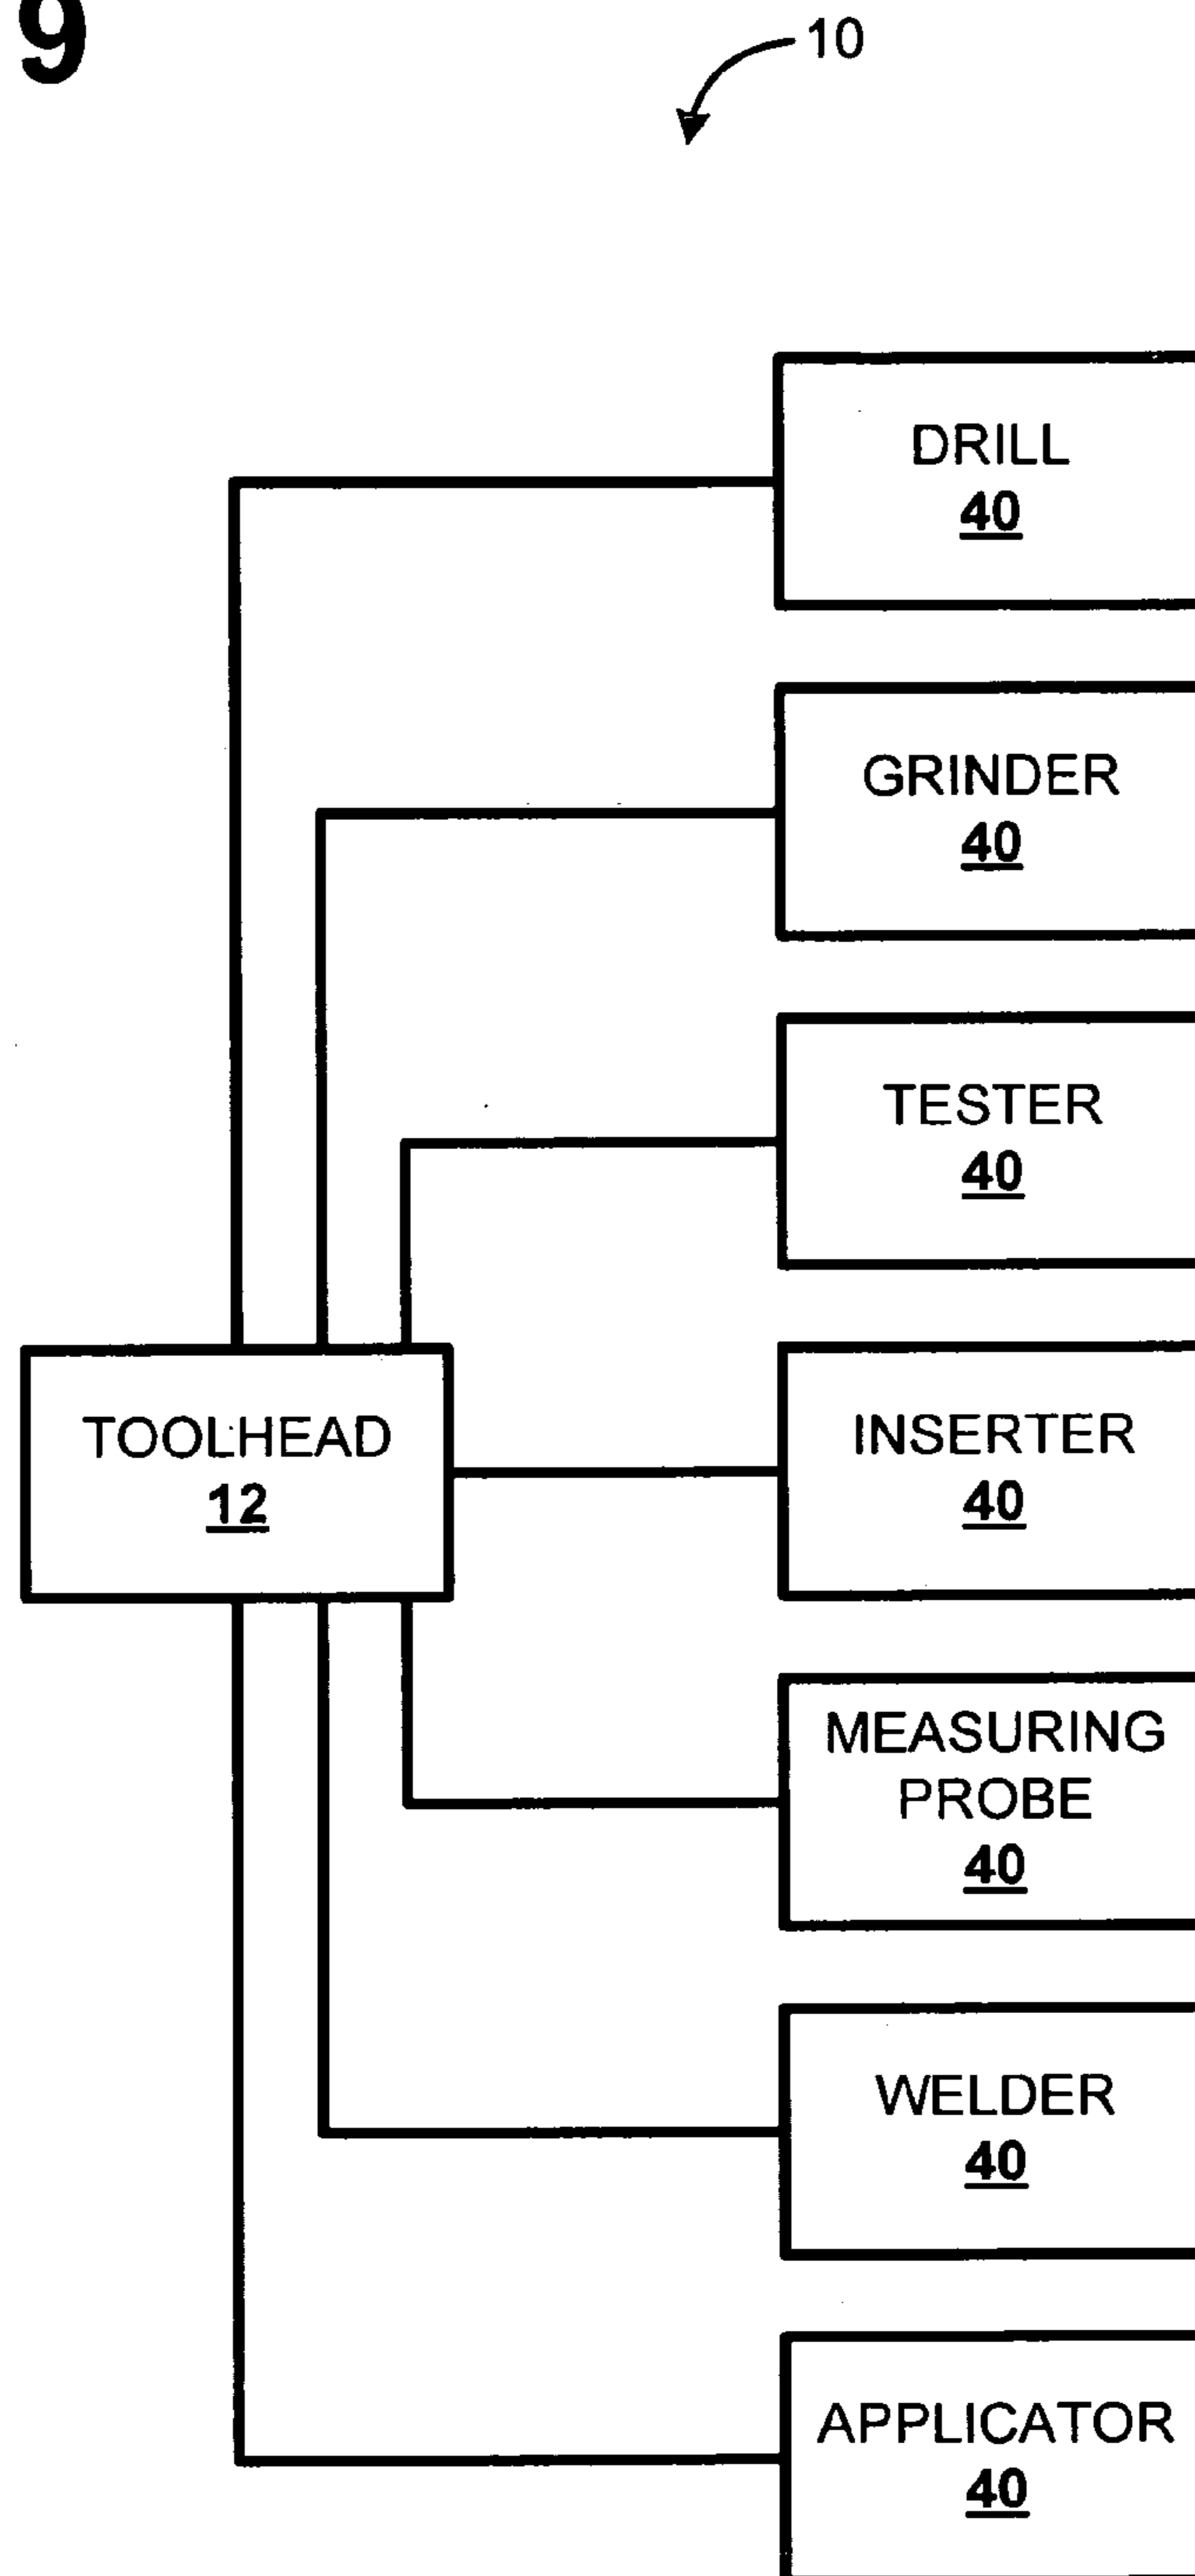 9
10
DRILL
40
GRINDER
40
TESTER
40
INSERTER
40
TOOLHEAD
12
MEASURING
PROBE
40
WELDER
40
APPLICATOR
40